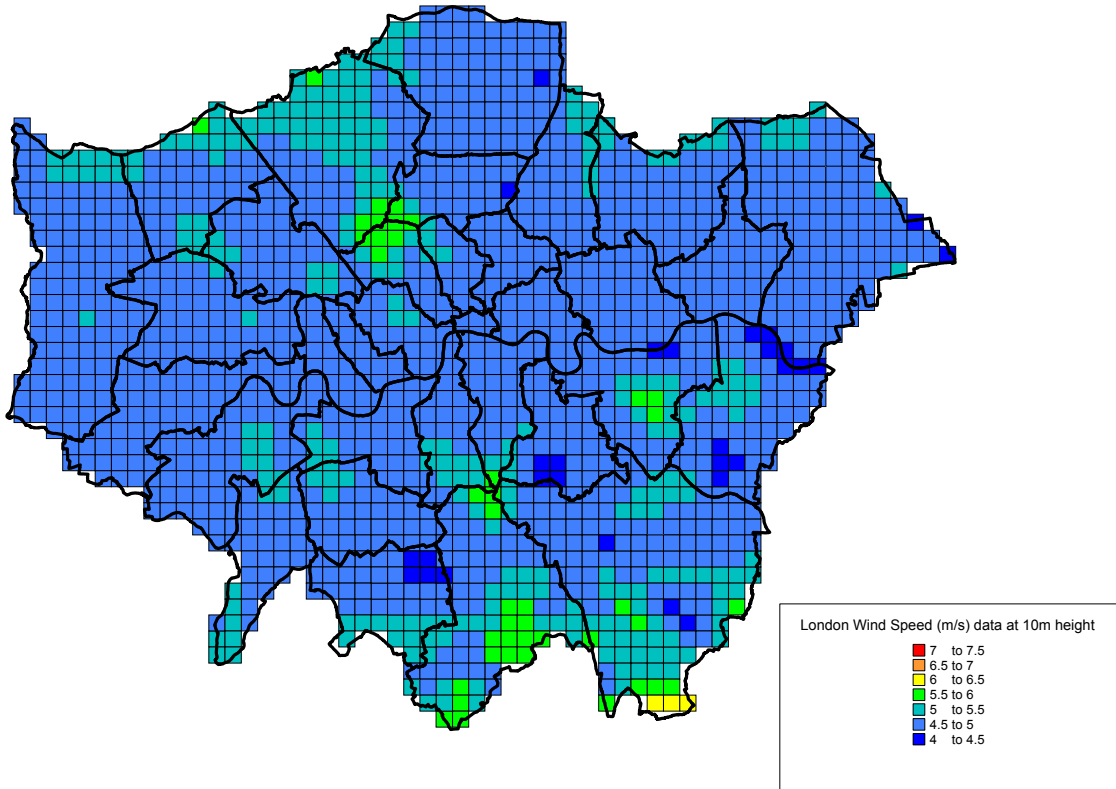 London Wind Speed (m/s) data at 10m height
7 to 7.5
6.5 to 7
6 to 6.5
5.5 to 6
5 to 5.5
4.5 to 5
4 to 4.5